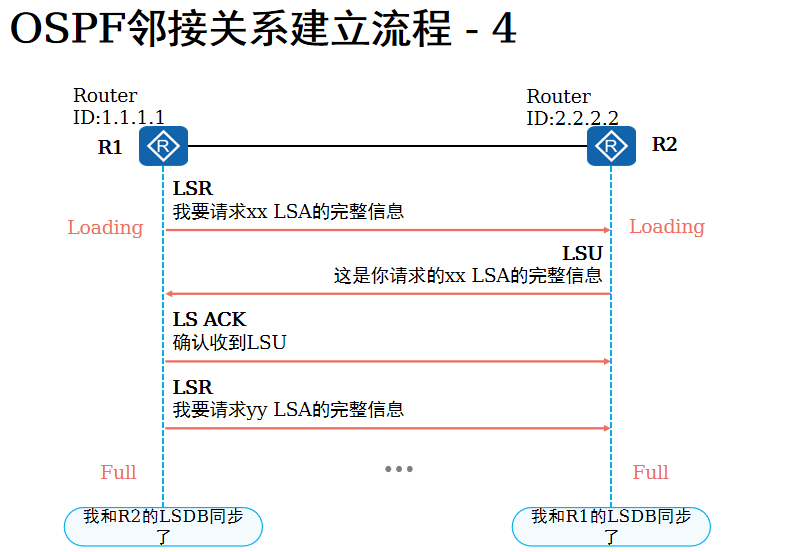 OSPF邻接关系建立流程 - 4
Router
ID:1.1.1.1
Router
ID:2.2.2.2
R1
R
R
R2
LSR
我要请求xx LSA的完整信息
Loading
Loading
LSU
这是你请求的xx LSA的完整信息
LS ACK
确认收到LSU
LSR
我要请求yy LSA的完整信息
...
Full
Full
我和R2的LSDB同步
了
我和R1的LSDB同步
了